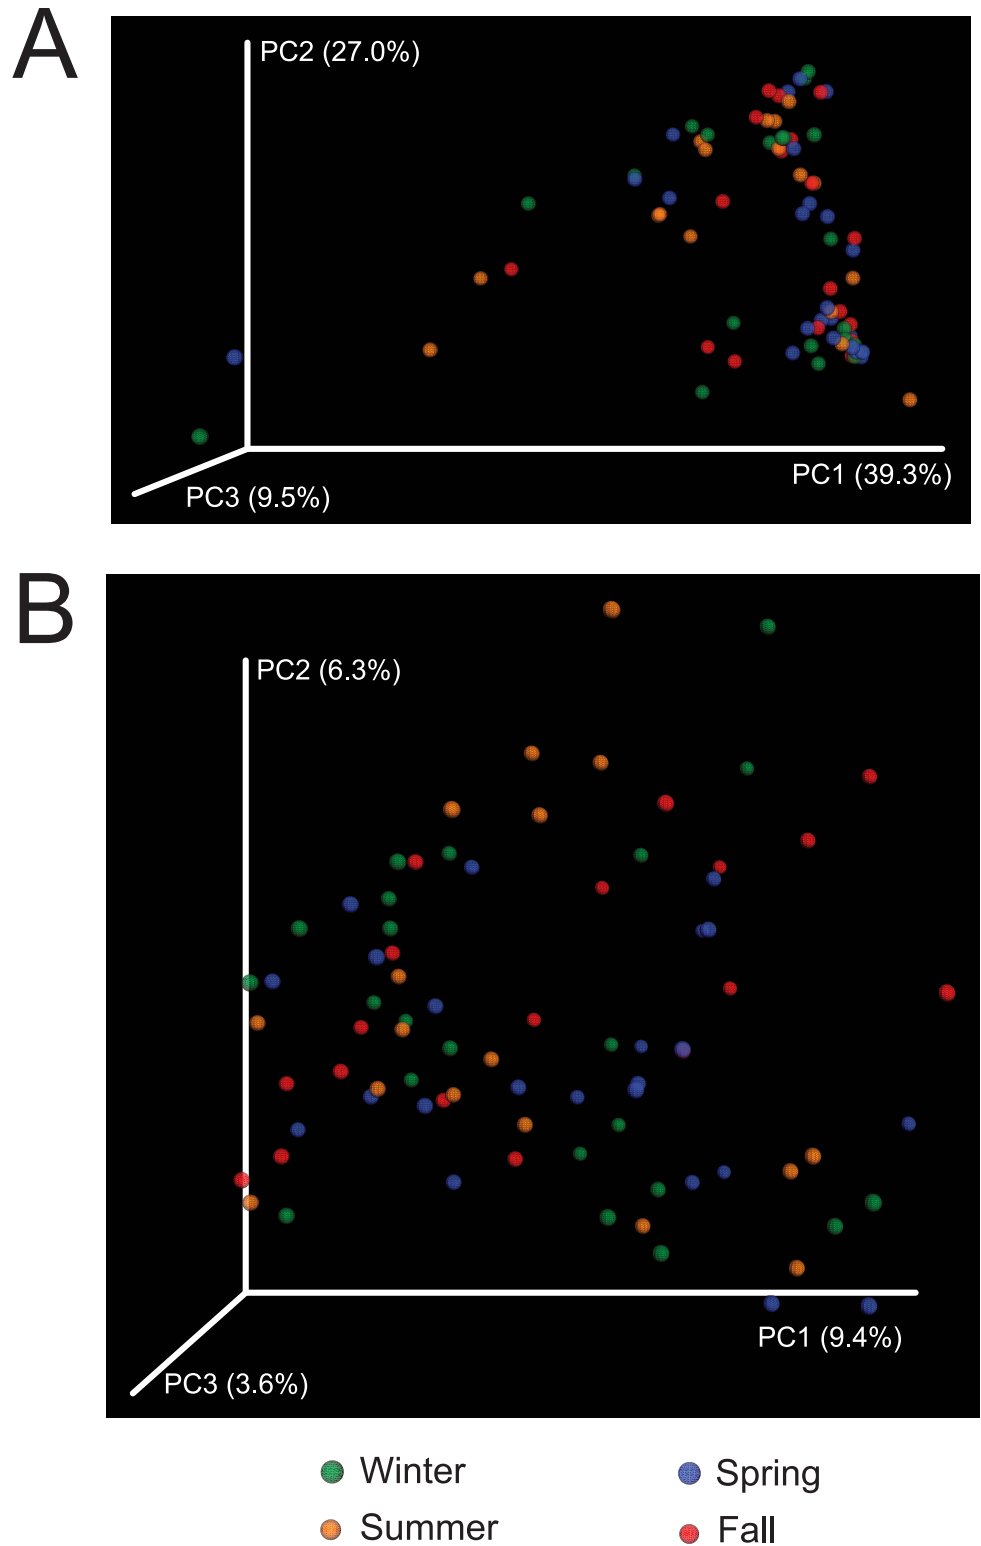 A
PC2 (27.0%)
PC1 (39.3%)
PC3 (9.5%)
B
PC2 (6.3%)
PC1 (9.4%)
PC3 (3.6%)
Winter
Spring
Summer
Fall